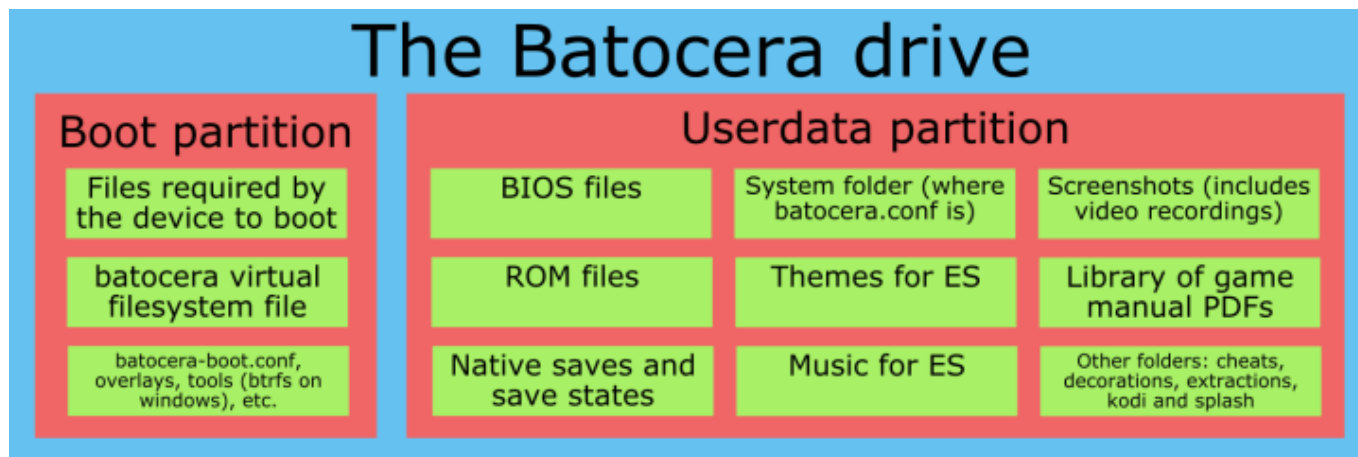 The Batocera drive
Boot partition
Files required by
the device to boot
batocera virtual
filesystem file
batocera-boot.conf,
overlays, tools (btrfs on
windows), etc.
Userdata partition
BIOS files
System folder (where
batocera.conf is)
Screenshots (includes
video recordings)
ROM files
Themes for ES
Library of game
manual PDFs
Native saves and
save states
Music for ES
Other folders: cheats,
decorations, extractions,
kodi and splash